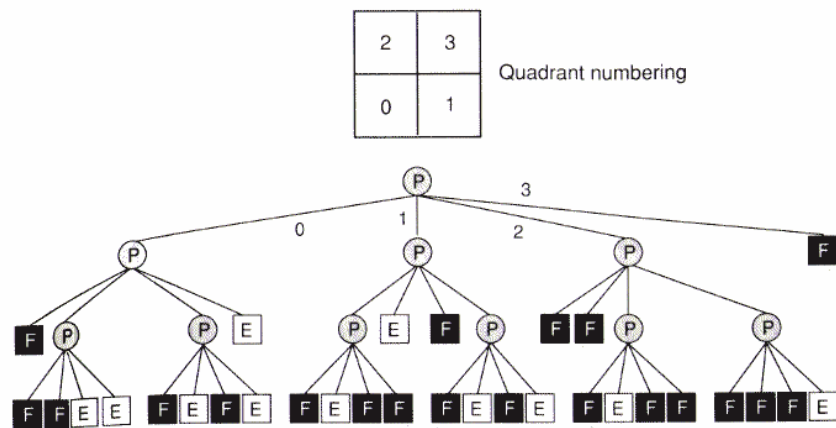 2 3
Quadrant numbering
0 1
P
3
0 1 2
P P P F
F P P E P E F P F F P P
F F E E F E F E F E F F F E F E F E F F F F F E